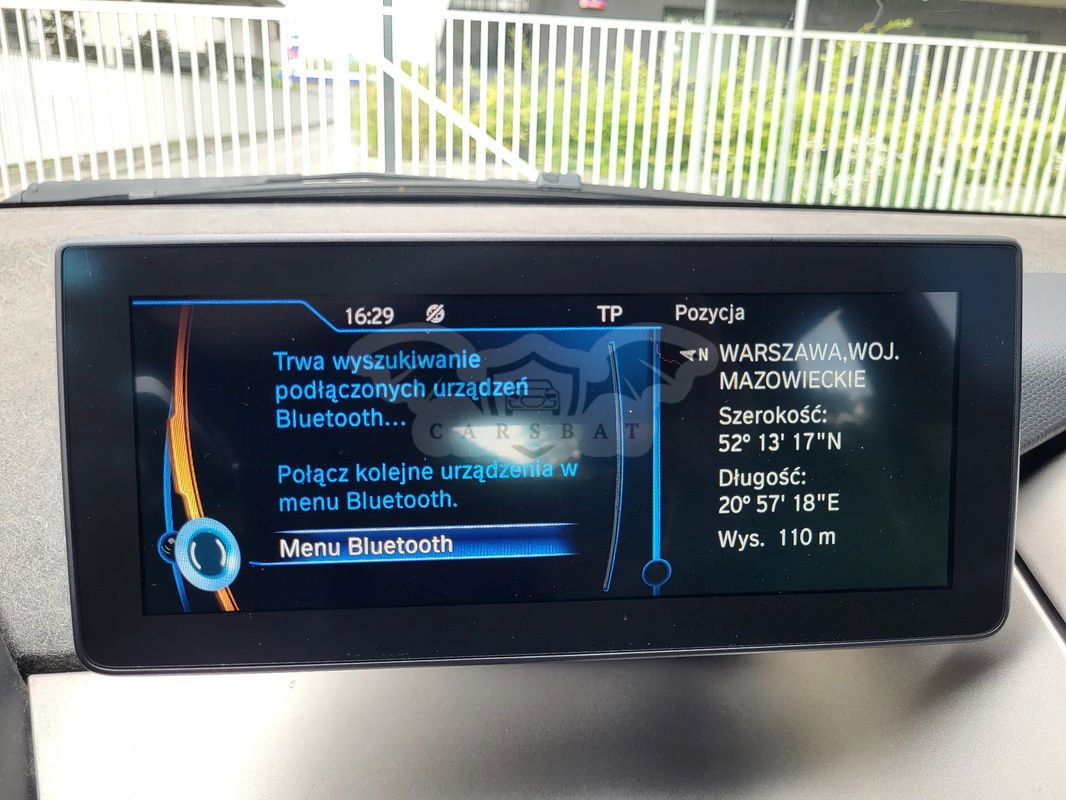 16:29
TP
Pozycja
Trwa wyszukiwanie
podłączonych urządzeń
Bluetooth...
Połącz kolejne urządzenia w
menu Bluetooth.
Menu Bluetooth
N WARSZAWA,WOJ.
MAZOWIECKIE
Szerokość:
52° 13' 17"N
Długość:
20° 57' 18"E
Wys. 110 m
CARSBAT